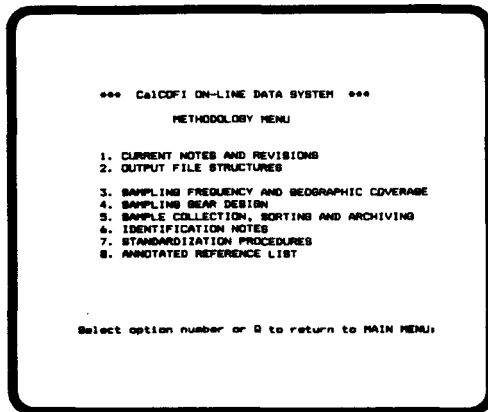 *** CalCOFI ON-LINE DATA SYSTEM ***
METHODOLOGY MENU
1. CURRENT NOTES AND REVISIONS
2. OUTPUT FILE STRUCTURES
3. SAMPLING FREQUENCY AND GEOGRAPHIC COVERAGE
4. SAMPLING GEAR DESIGN
5. SAMPLE COLLECTION, SORTING AND ARCHIVING
6. IDENTIFICATION NOTES
7. STANDARDIZATION PROCEDURES
8. ANNOTATED REFERENCE LIST
Select option number or Q to return to MAIN MENU: